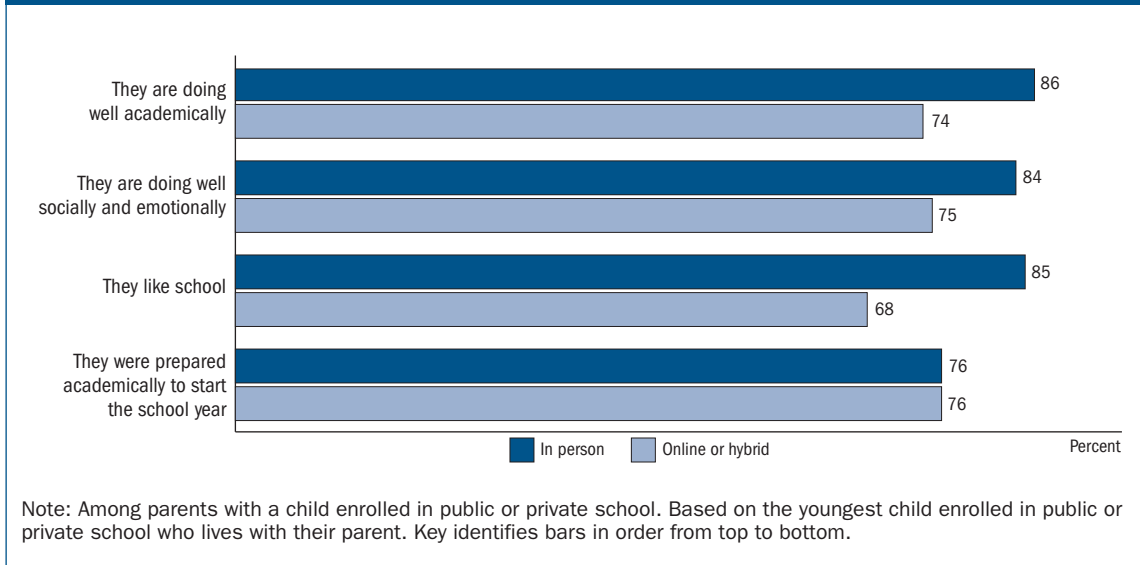 They are doing
well academically
86
74
They are doing well
socially and emotionally
84
75
They like school
85
68
They were prepared
academically to start
the school year
76
76
In person
Online or hybrid
Percent
Note: Among parents with a child enrolled in public or private school. Based on the youngest child enrolled in public or
private school who lives with their parent. Key identifies bars in order from top to bottom.